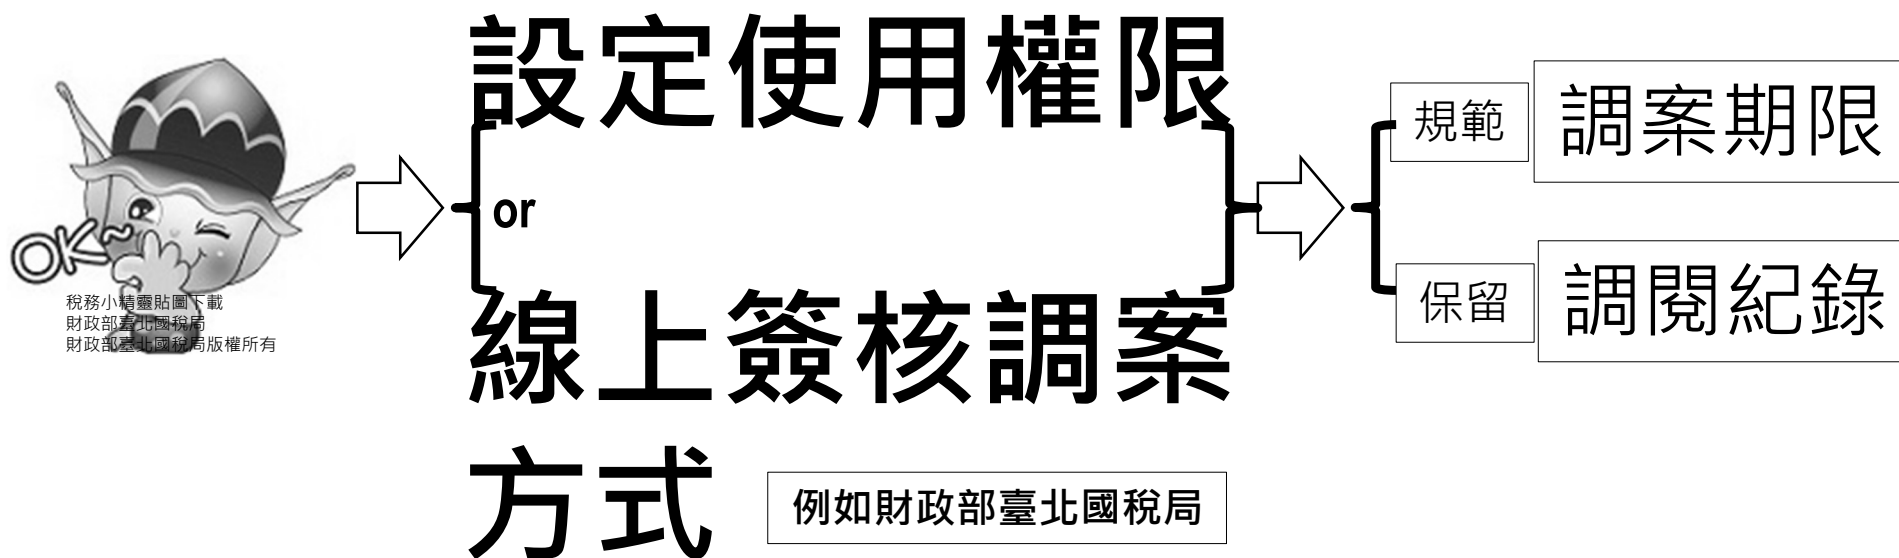 設定使用權限
or
線上簽核調案
方式
例如財政部臺北國稅局
規範
調案期限
保留
調閱紀錄
OK~
稅務小精靈貼圖下載
財政部臺北國稅局
財政部臺北國稅局版權所有